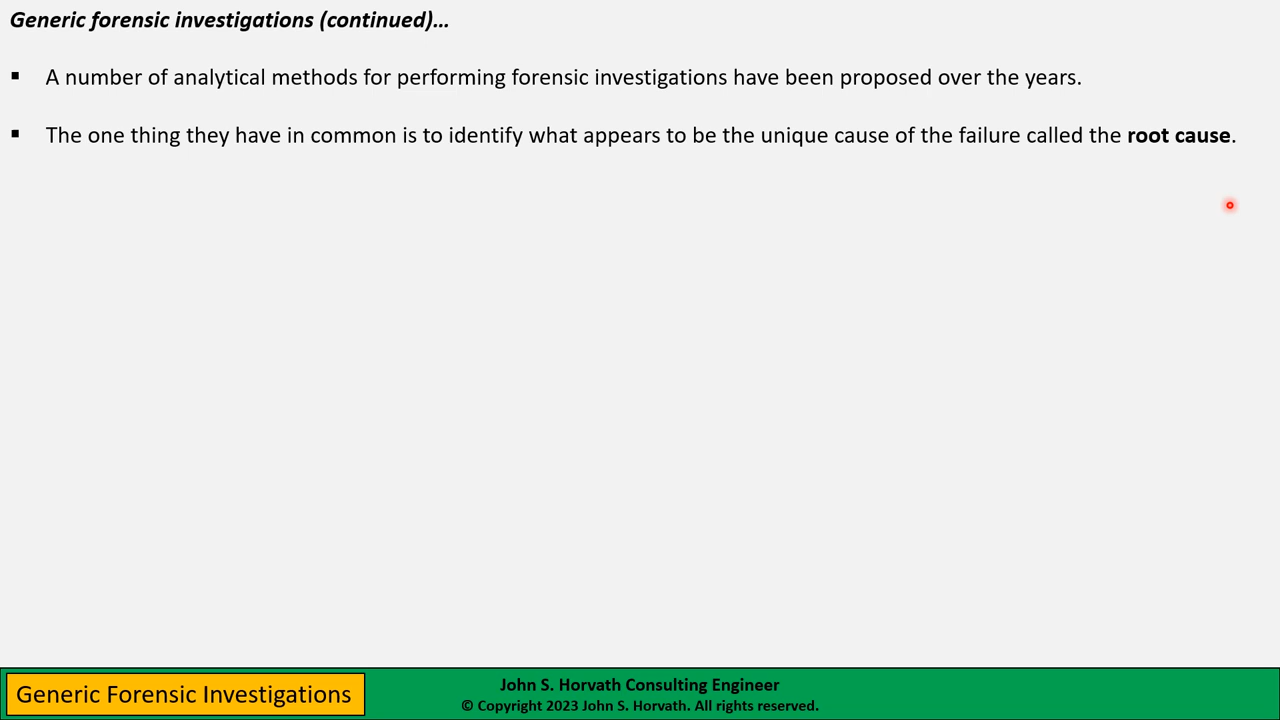 Generic forensic investigations (continued)...
▪ A number of analytical methods for performing forensic investigations have been proposed over the years.
▪ The one thing they have in common is to identify what appears to be the unique cause of the failure called the root cause.
Generic Forensic Investigations
John S. Horvath Consulting Engineer
© Copyright 2023 John S. Horvath. All rights reserved.